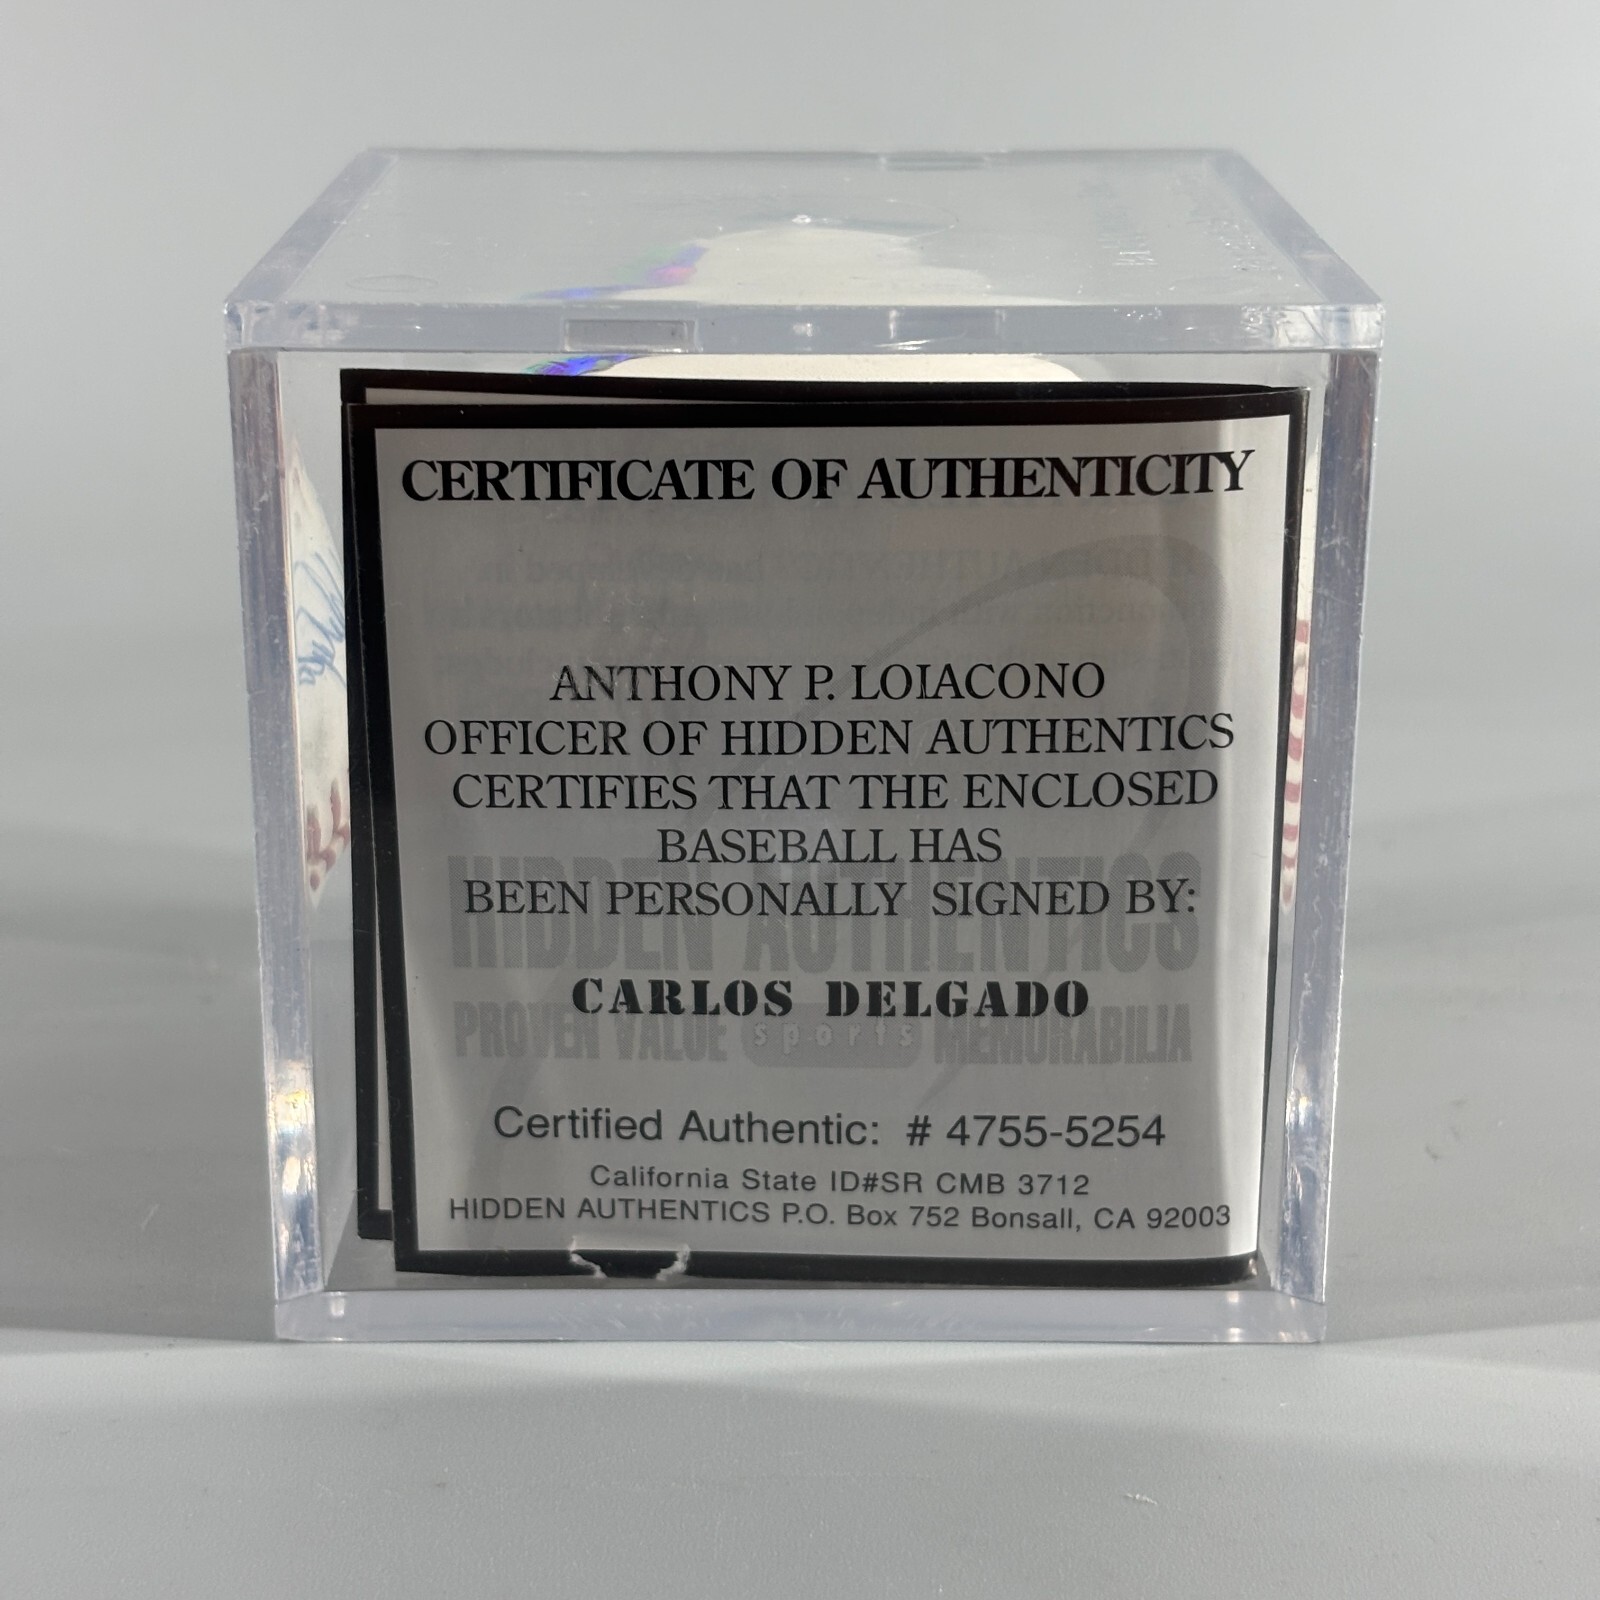 CERTIFICATE OF AUTHENTICITY
ANTHONY P. LOIACONO
OFFICER OF HIDDEN AUTHENTICS
CERTIFIES THAT THE ENCLOSED
BASEBALL HAS
BEEN PERSONALLY SIGNED BY:
HIDDEN AUTHENTICS
CARLOS DELGADO
PROVEN VALUE sports MEMORABILIA
Certified Authentic: # 4755-5254
California State ID#SR CMB 3712
HIDDEN AUTHENTICS P.O. Box 752 Bonsall, CA 92003